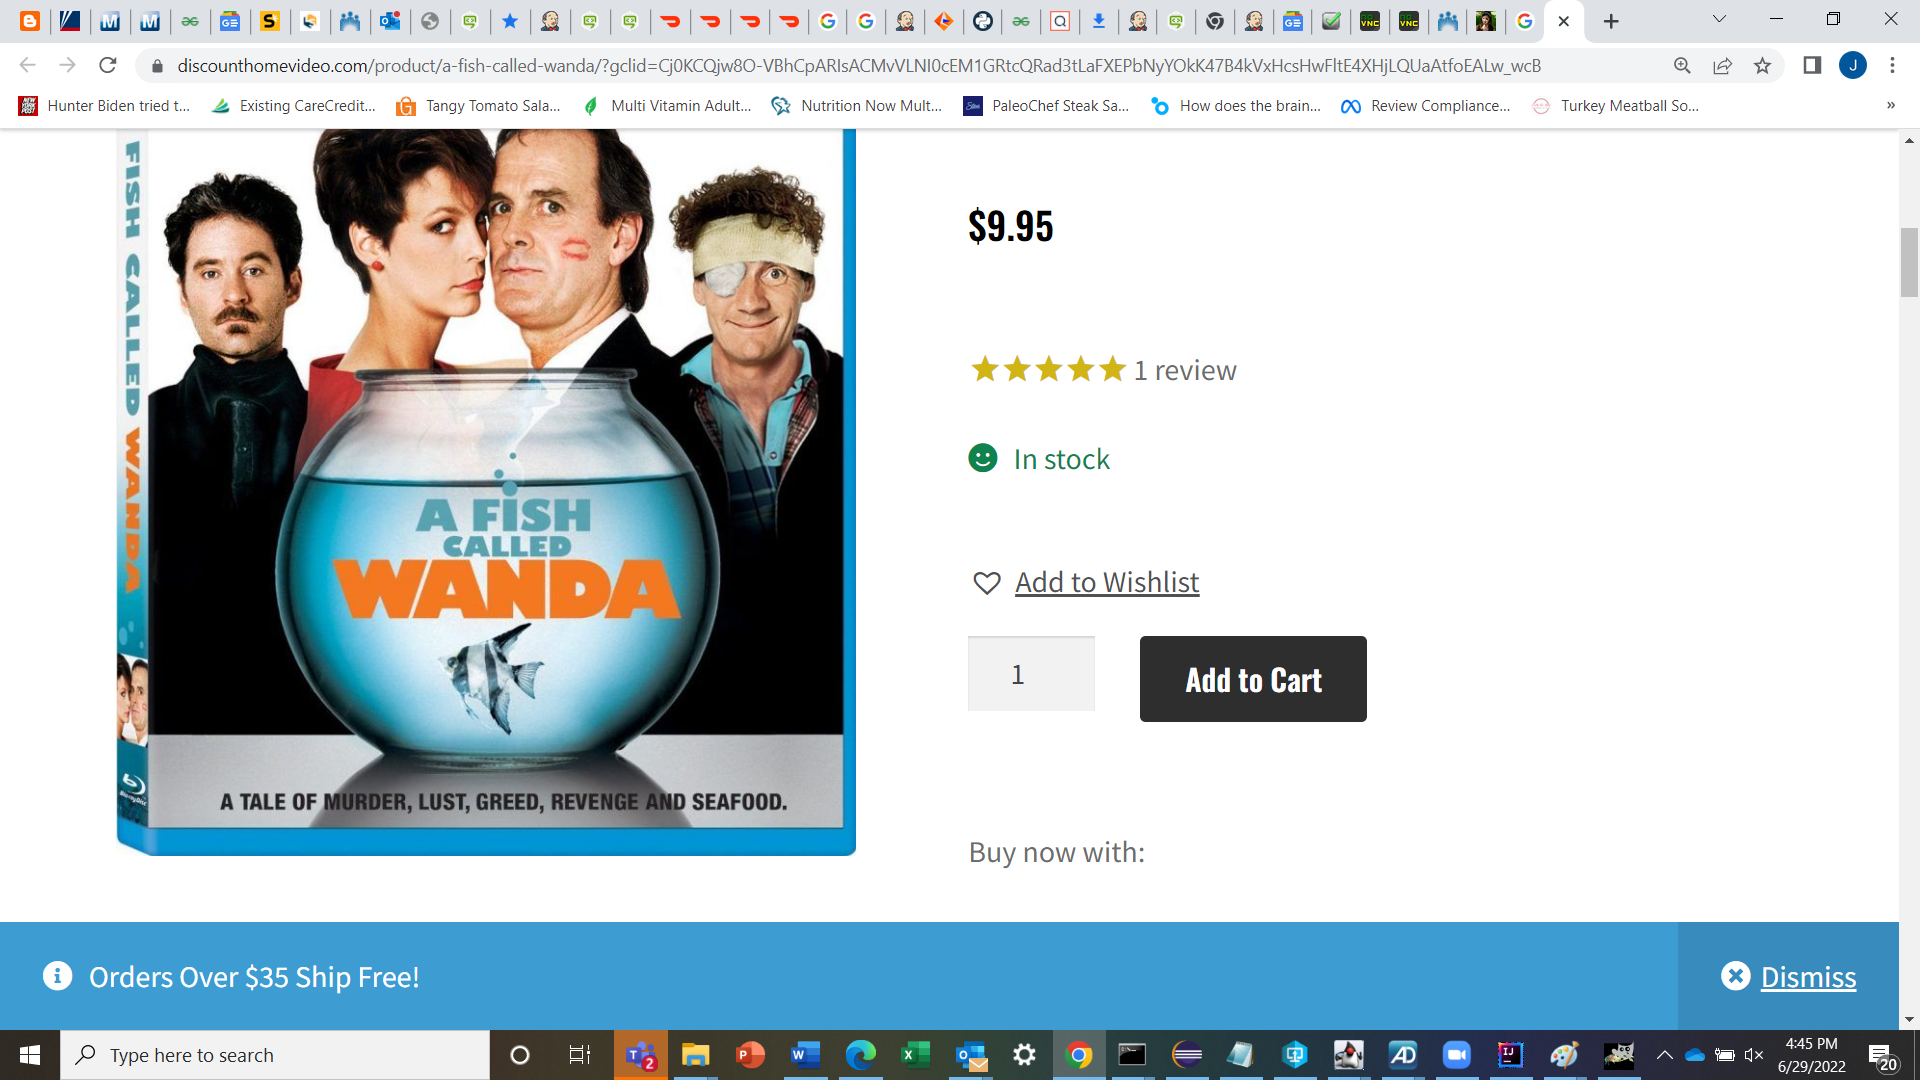 discounthomevideo.com/product/a-fish-called-wanda/?gclid=Cj0KCQjw8O-VBhCpARIsACMvVLNI0cEM1GRtcQRad3tLaFXEPbNyYOkK47B4kVxHcsHwFltE4XHjLQUaAtfoEALw_wcB
J
Hunter Biden tried t...
Existing CareCredit...
Tangy Tomato Sala...
Multi Vitamin Adult...
Nutrition Now Mult...
PaleoChef Steak Sa...
How does the brain...
Review Compliance...
Turkey Meatball So...
»
FISH CALLED WANDA
A FISH
CALLED
WANDA
A TALE OF MURDER, LUST, GREED, REVENGE AND SEAFOOD.
$9.95
1 review
In stock
Add to Wishlist
1
Add to Cart
Buy now with:
Orders Over $35 Ship Free!
Dismiss
Type here to search
4:45 PM
6/29/2022
20